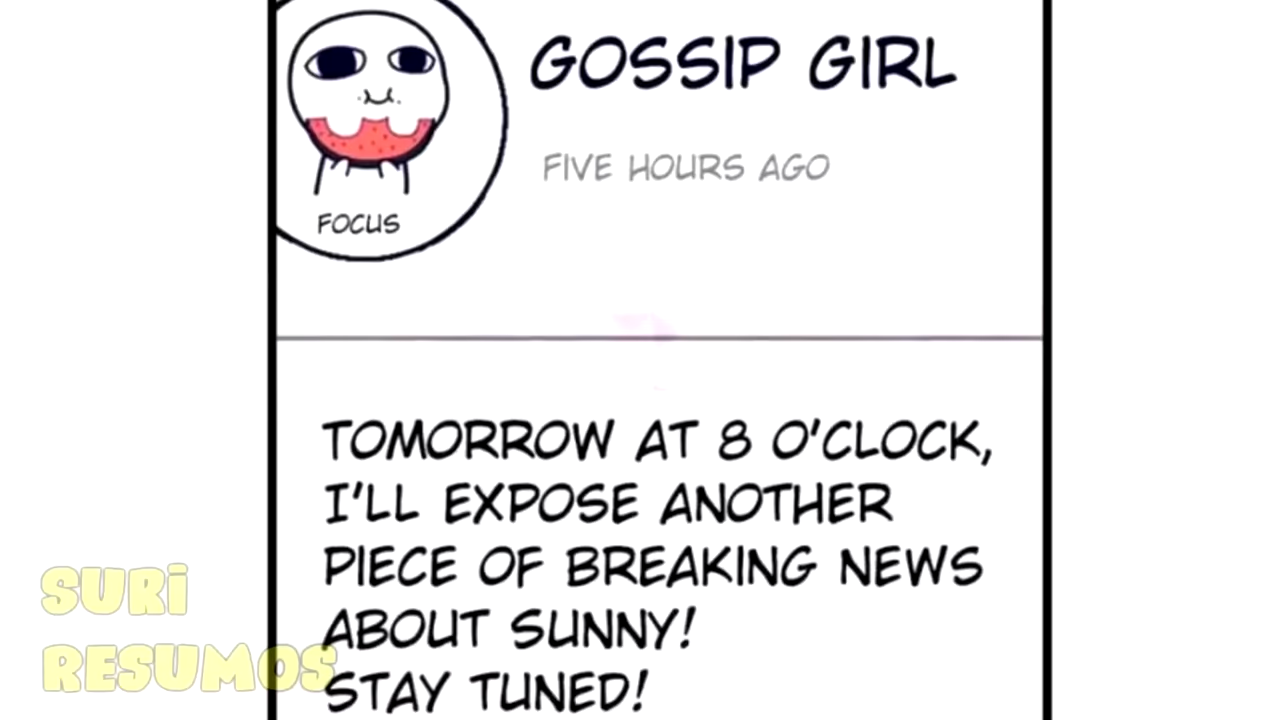 GOSSIP GIRL
FIVE HOURS AGO
FOCUS
TOMORROW AT 8 O'CLOCK,
I'LL EXPOSE ANOTHER
PIECE OF BREAKING NEWS
ABOUT SUNNY!
STAY TUNED!
SURi
RESUMOS